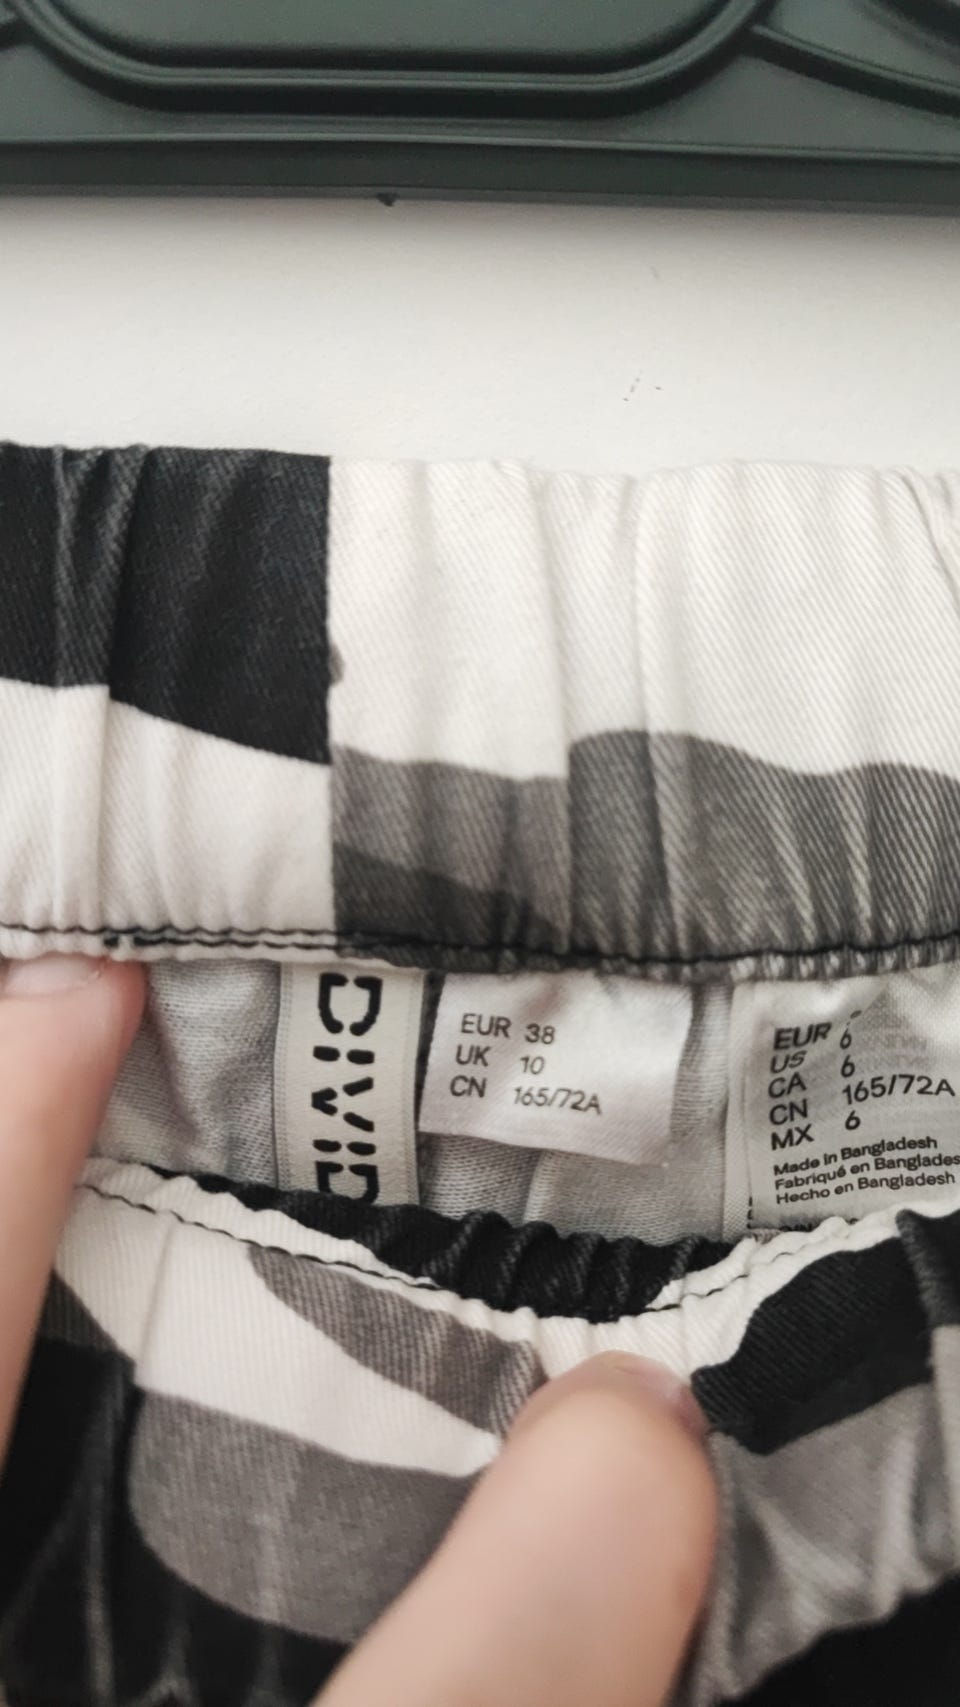 DIVID
EUR 38
UK 10
CN 165/72A
EUR
US 6
CA 6
CN 165/72A
MX 6
Made in Bangladesh
Fabriqué en Banglades
Hecho en Bangladesh